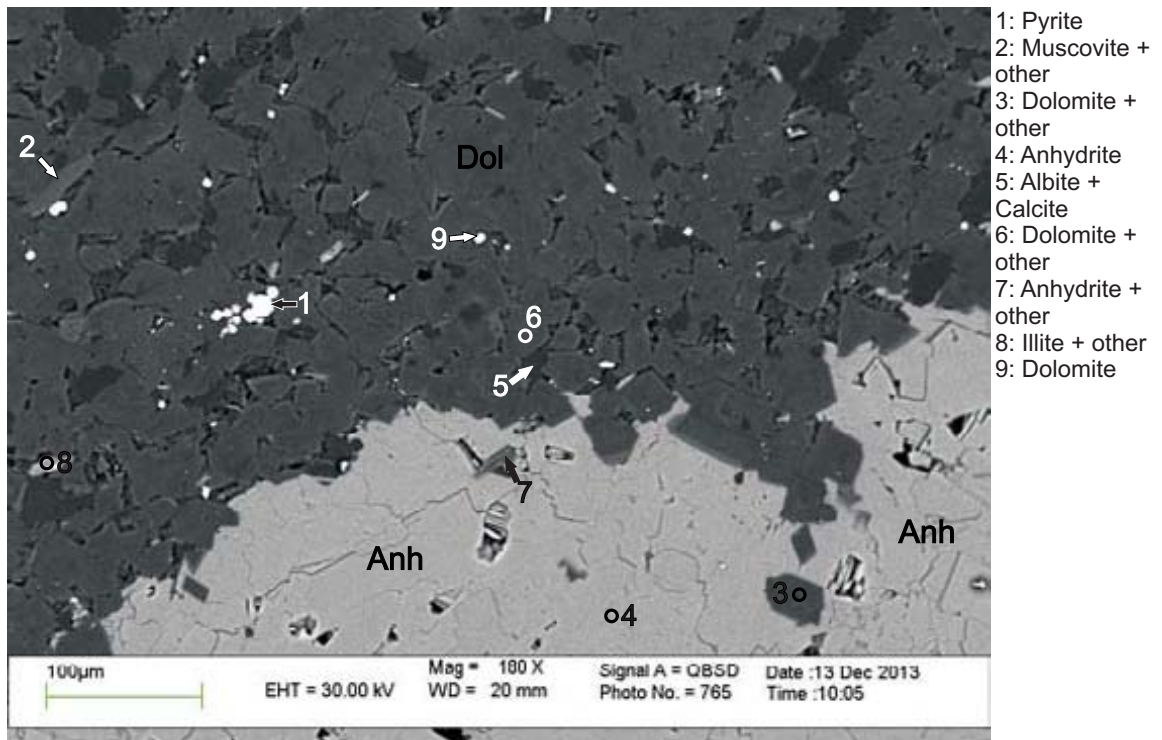 1: Pyrite
2: Muscovite +
other
3: Dolomite +
other
4: Anhydrite
5: Albite +
Calcite
6: Dolomite +
other
7: Anhydrite +
other
8: Illite + other
9: Dolomite
2
Dol
9
1
6
5
8
7
Anh
Anh
3
4
100µm
EHT = 30.00 kV
Mag = 180 X
WD = 20 mm
Signal A = QBSD
Photo No. = 765
Date :13 Dec 2013
Time :10:05